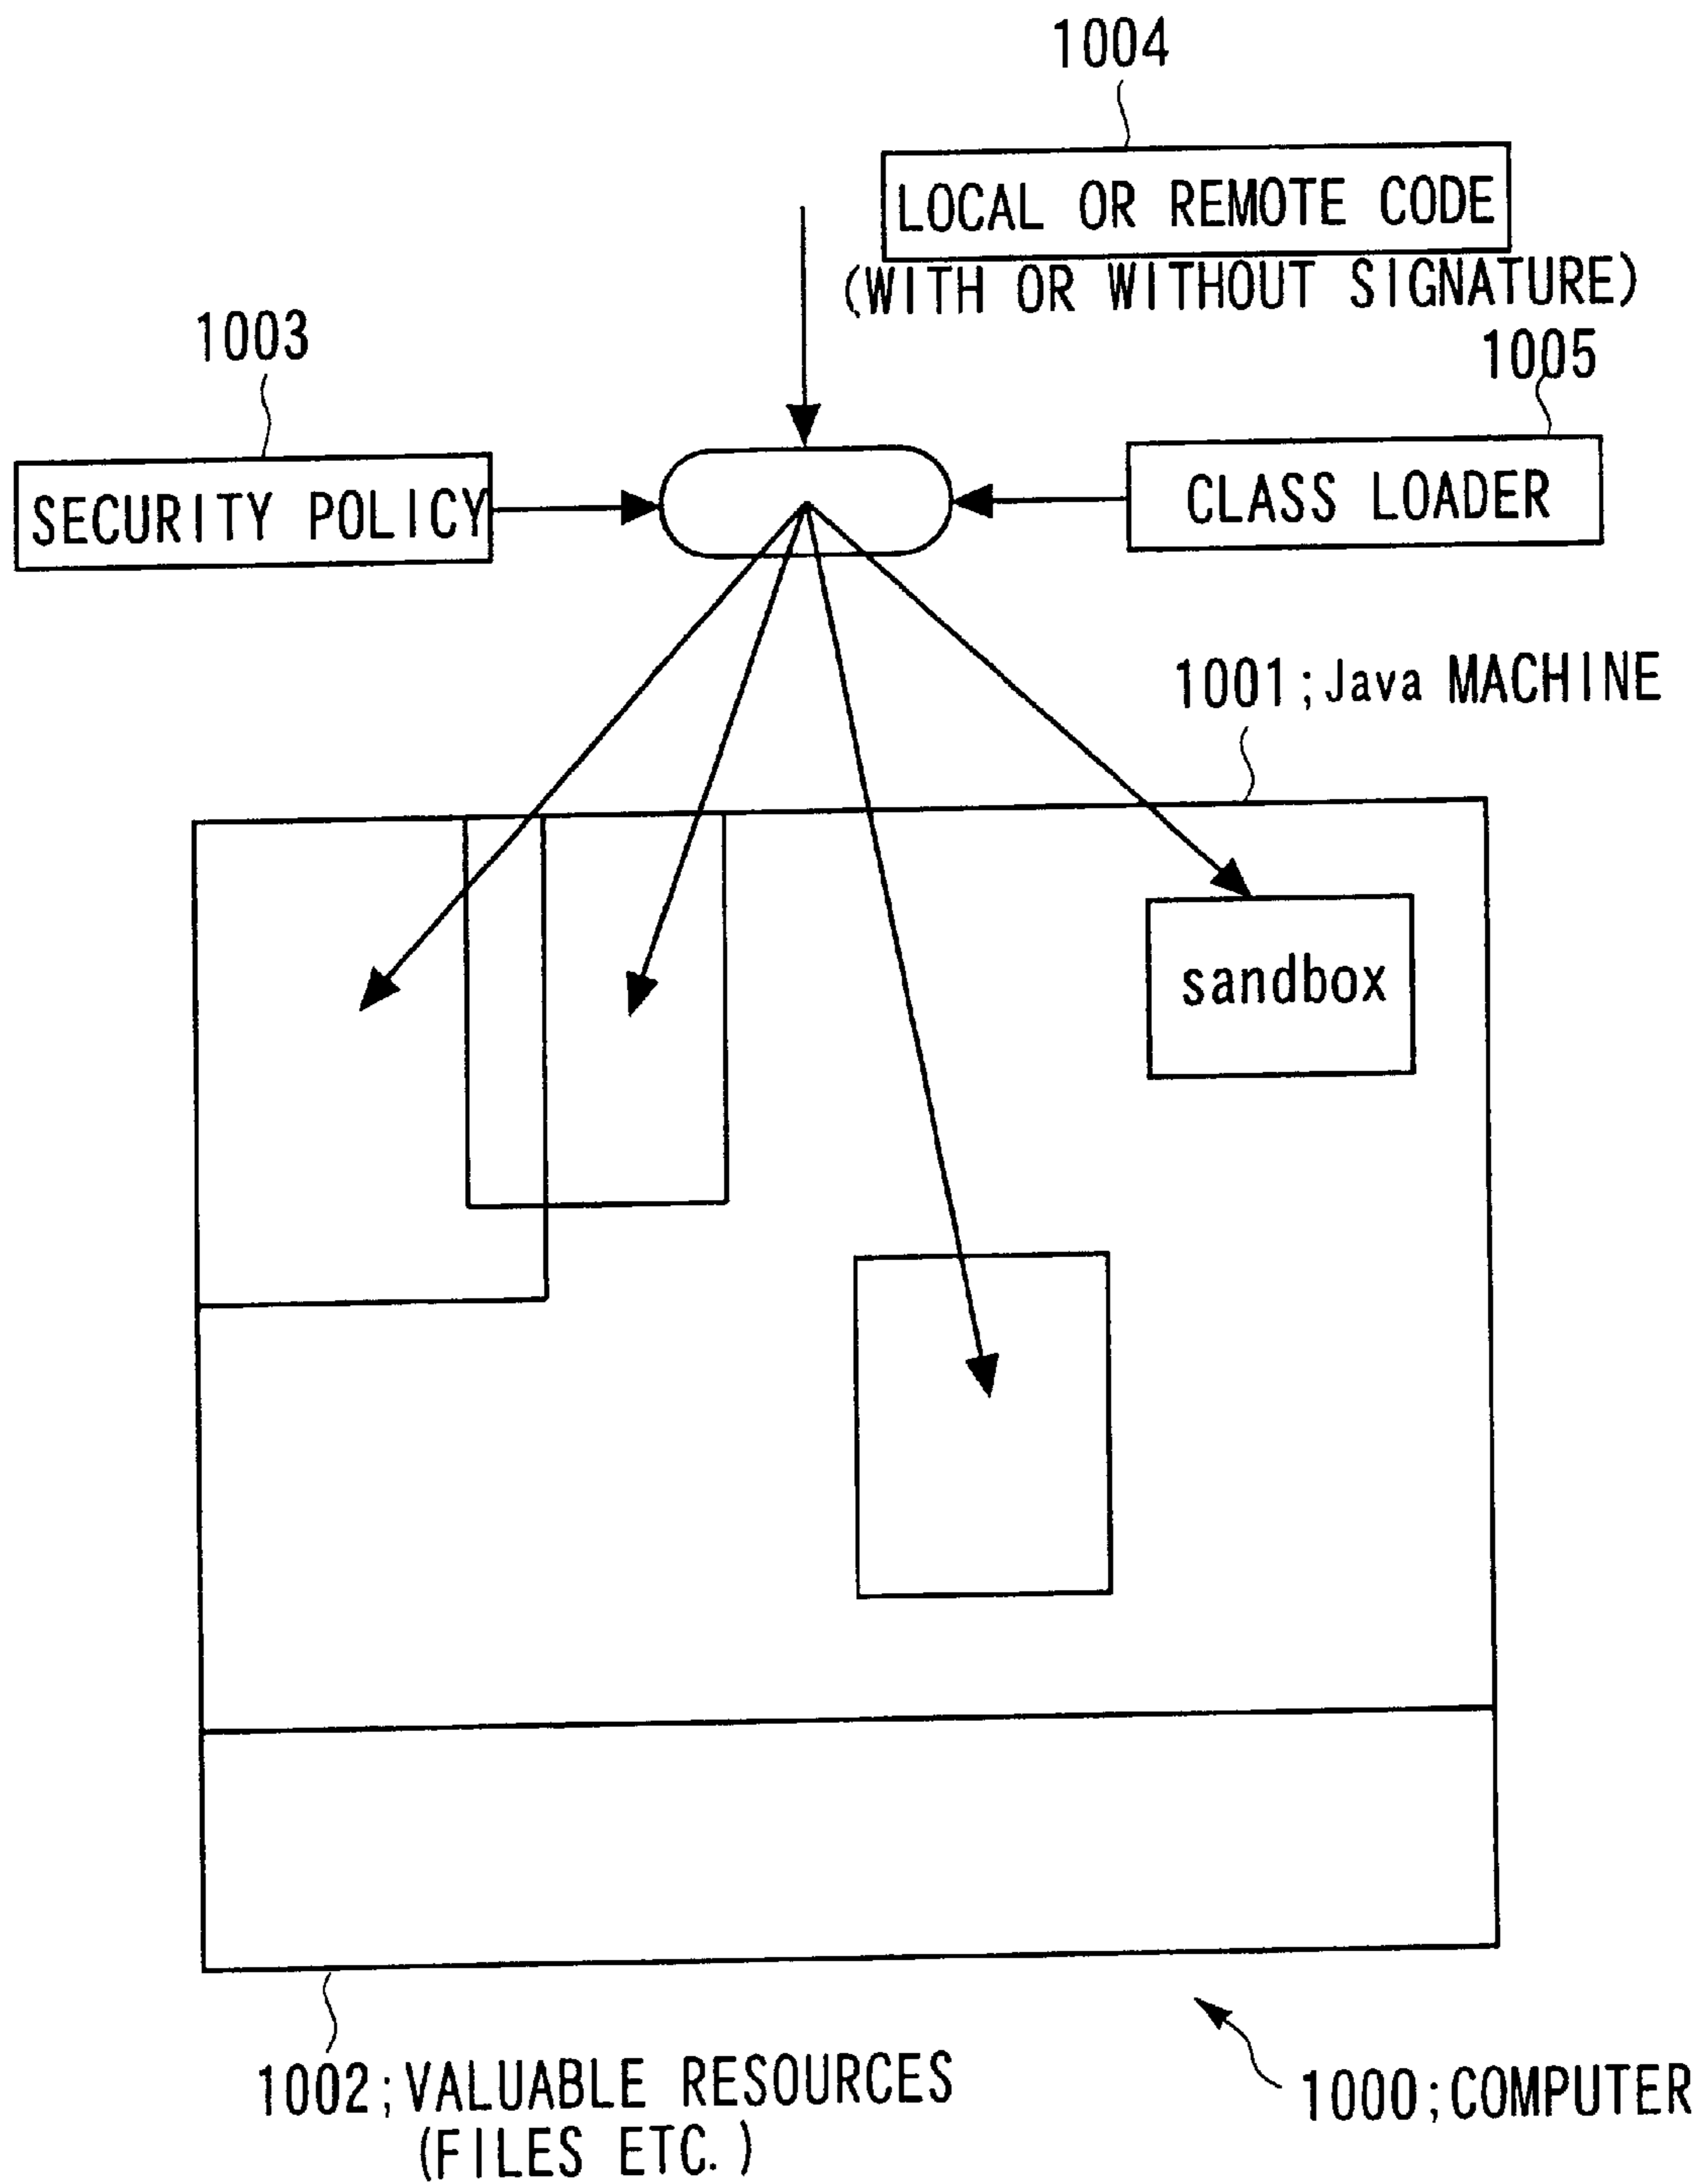 1004
LOCAL OR REMOTE CODE
(WITH OR WITHOUT SIGNATURE)
1003
1005
SECURITY POLICY
CLASS LOADER
1001;Java MACHINE
sandbox
1002;VALUABLE RESOURCES
(FILES ETC.)
1000;COMPUTER